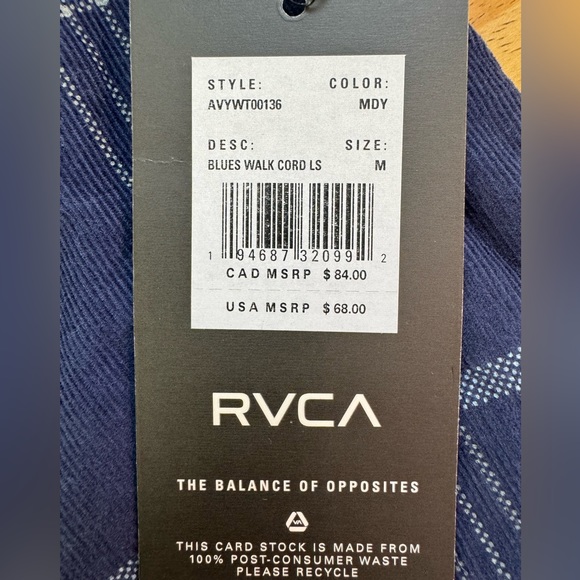 STYLE: COLOR:
AVYWT00136 MDY
DESC: SIZE:
BLUES WALK CORD LS M
1 94687 32099 2
CAD MSRP $84.00
USA MSRP $68.00
RVCA
THE BALANCE OF OPPOSITES
VA
THIS CARD STOCK IS MADE FROM
100% POST-CONSUMER WASTE
PLEASE RECYCLE